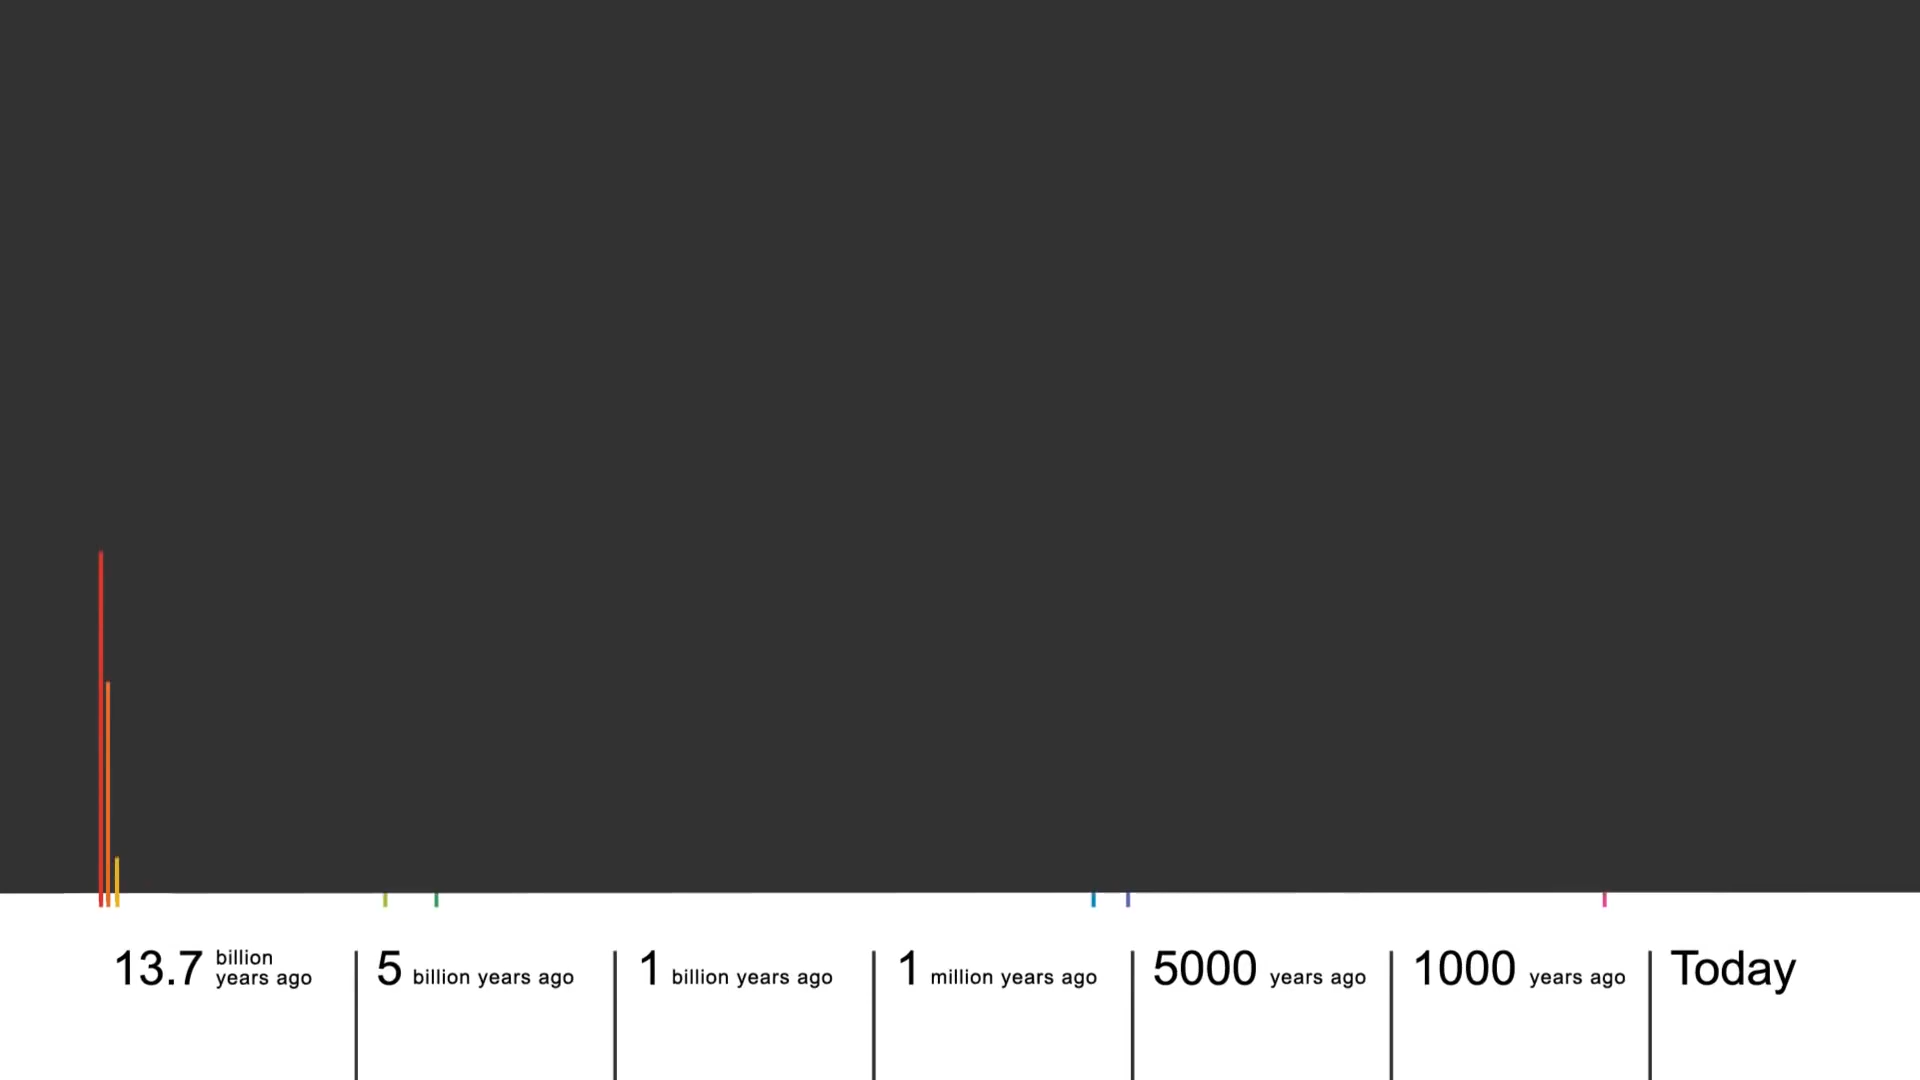 13.7 billion years ago
5 billion years ago
1 billion years ago
1 million years ago
5000 years ago
1000 years ago
Today